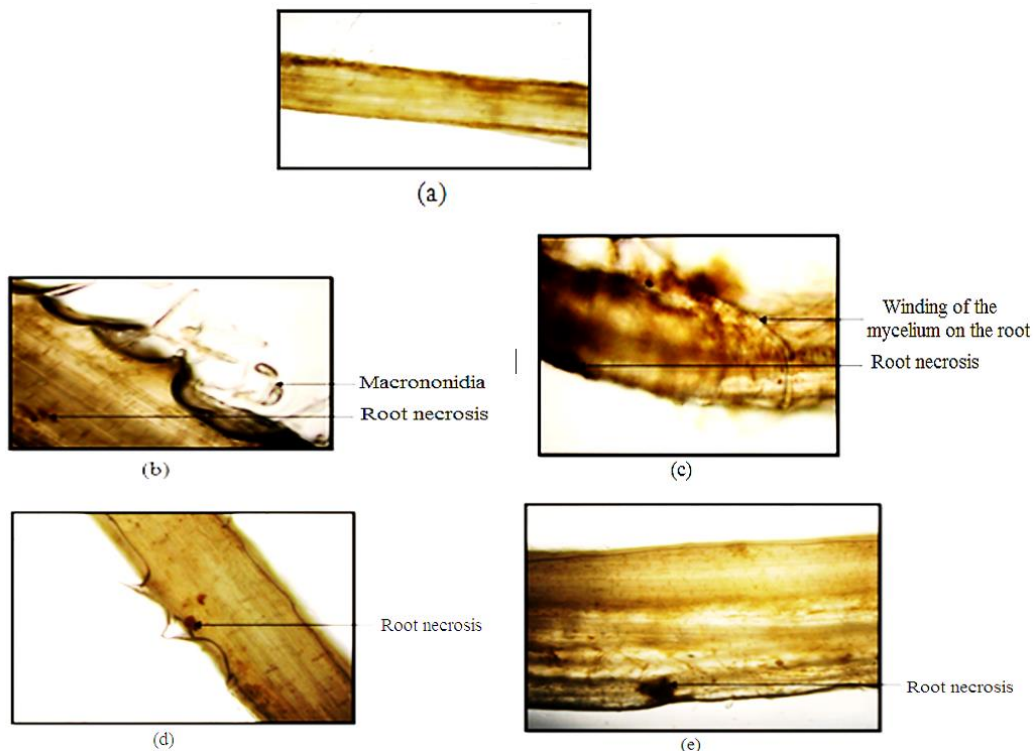 (a)
Macrononidia
Root necrosis
(b)
Winding of the
mycelium on the root
Root necrosis
(c)
Root necrosis
(d)
Root necrosis
(e)